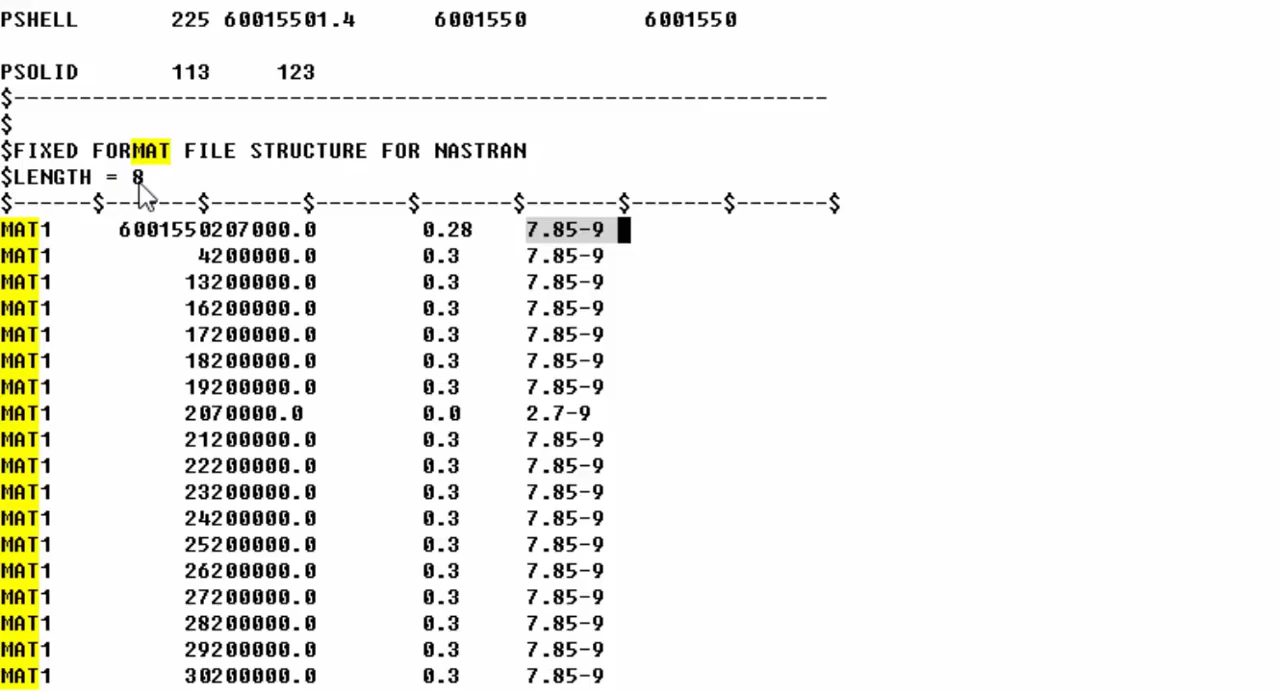 PSHELL       225 60015501.4      6001550         6001550
PSOLID       113     123
$--------------------------------------------------------------
$
$FIXED FORMAT FILE STRUCTURE FOR NASTRAN
$LENGTH = 8
$------$-------$-------$-------$-------$-------$-------$-------$
MAT1     6001550207000.0        0.28    7.85-9
MAT1           4200000.0        0.3     7.85-9
MAT1          13200000.0        0.3     7.85-9
MAT1          16200000.0        0.3     7.85-9
MAT1          17200000.0        0.3     7.85-9
MAT1          18200000.0        0.3     7.85-9
MAT1          19200000.0        0.3     7.85-9
MAT1          2070000.0         0.0     2.7-9
MAT1          21200000.0        0.3     7.85-9
MAT1          22200000.0        0.3     7.85-9
MAT1          23200000.0        0.3     7.85-9
MAT1          24200000.0        0.3     7.85-9
MAT1          25200000.0        0.3     7.85-9
MAT1          26200000.0        0.3     7.85-9
MAT1          27200000.0        0.3     7.85-9
MAT1          28200000.0        0.3     7.85-9
MAT1          29200000.0        0.3     7.85-9
MAT1          30200000.0        0.3     7.85-9